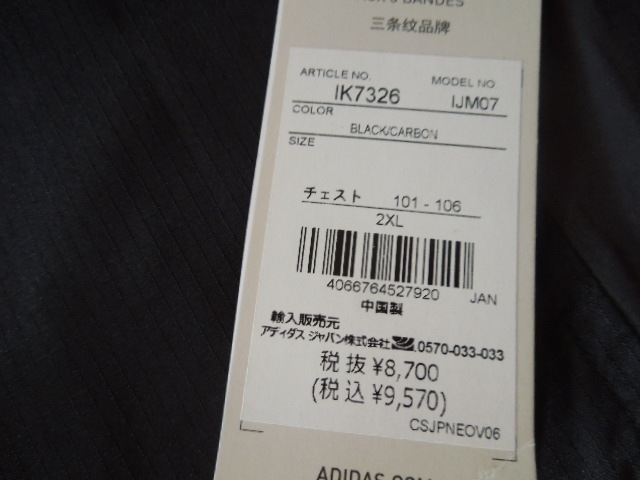 BANDES
三条纹品牌
ARTICLE NO. MODEL NO
IK7326 IJM07
COLOR
BLACK/CARBON
SIZE
チェスト 101 - 106
2XL
4066764527920 JAN
中国製
輸入販売元
アディダス ジャパン株式会社 0570-033-033
税抜 ¥8,700
(税込 ¥9,570)
CSJPNEOV06
ADIDAS.COM